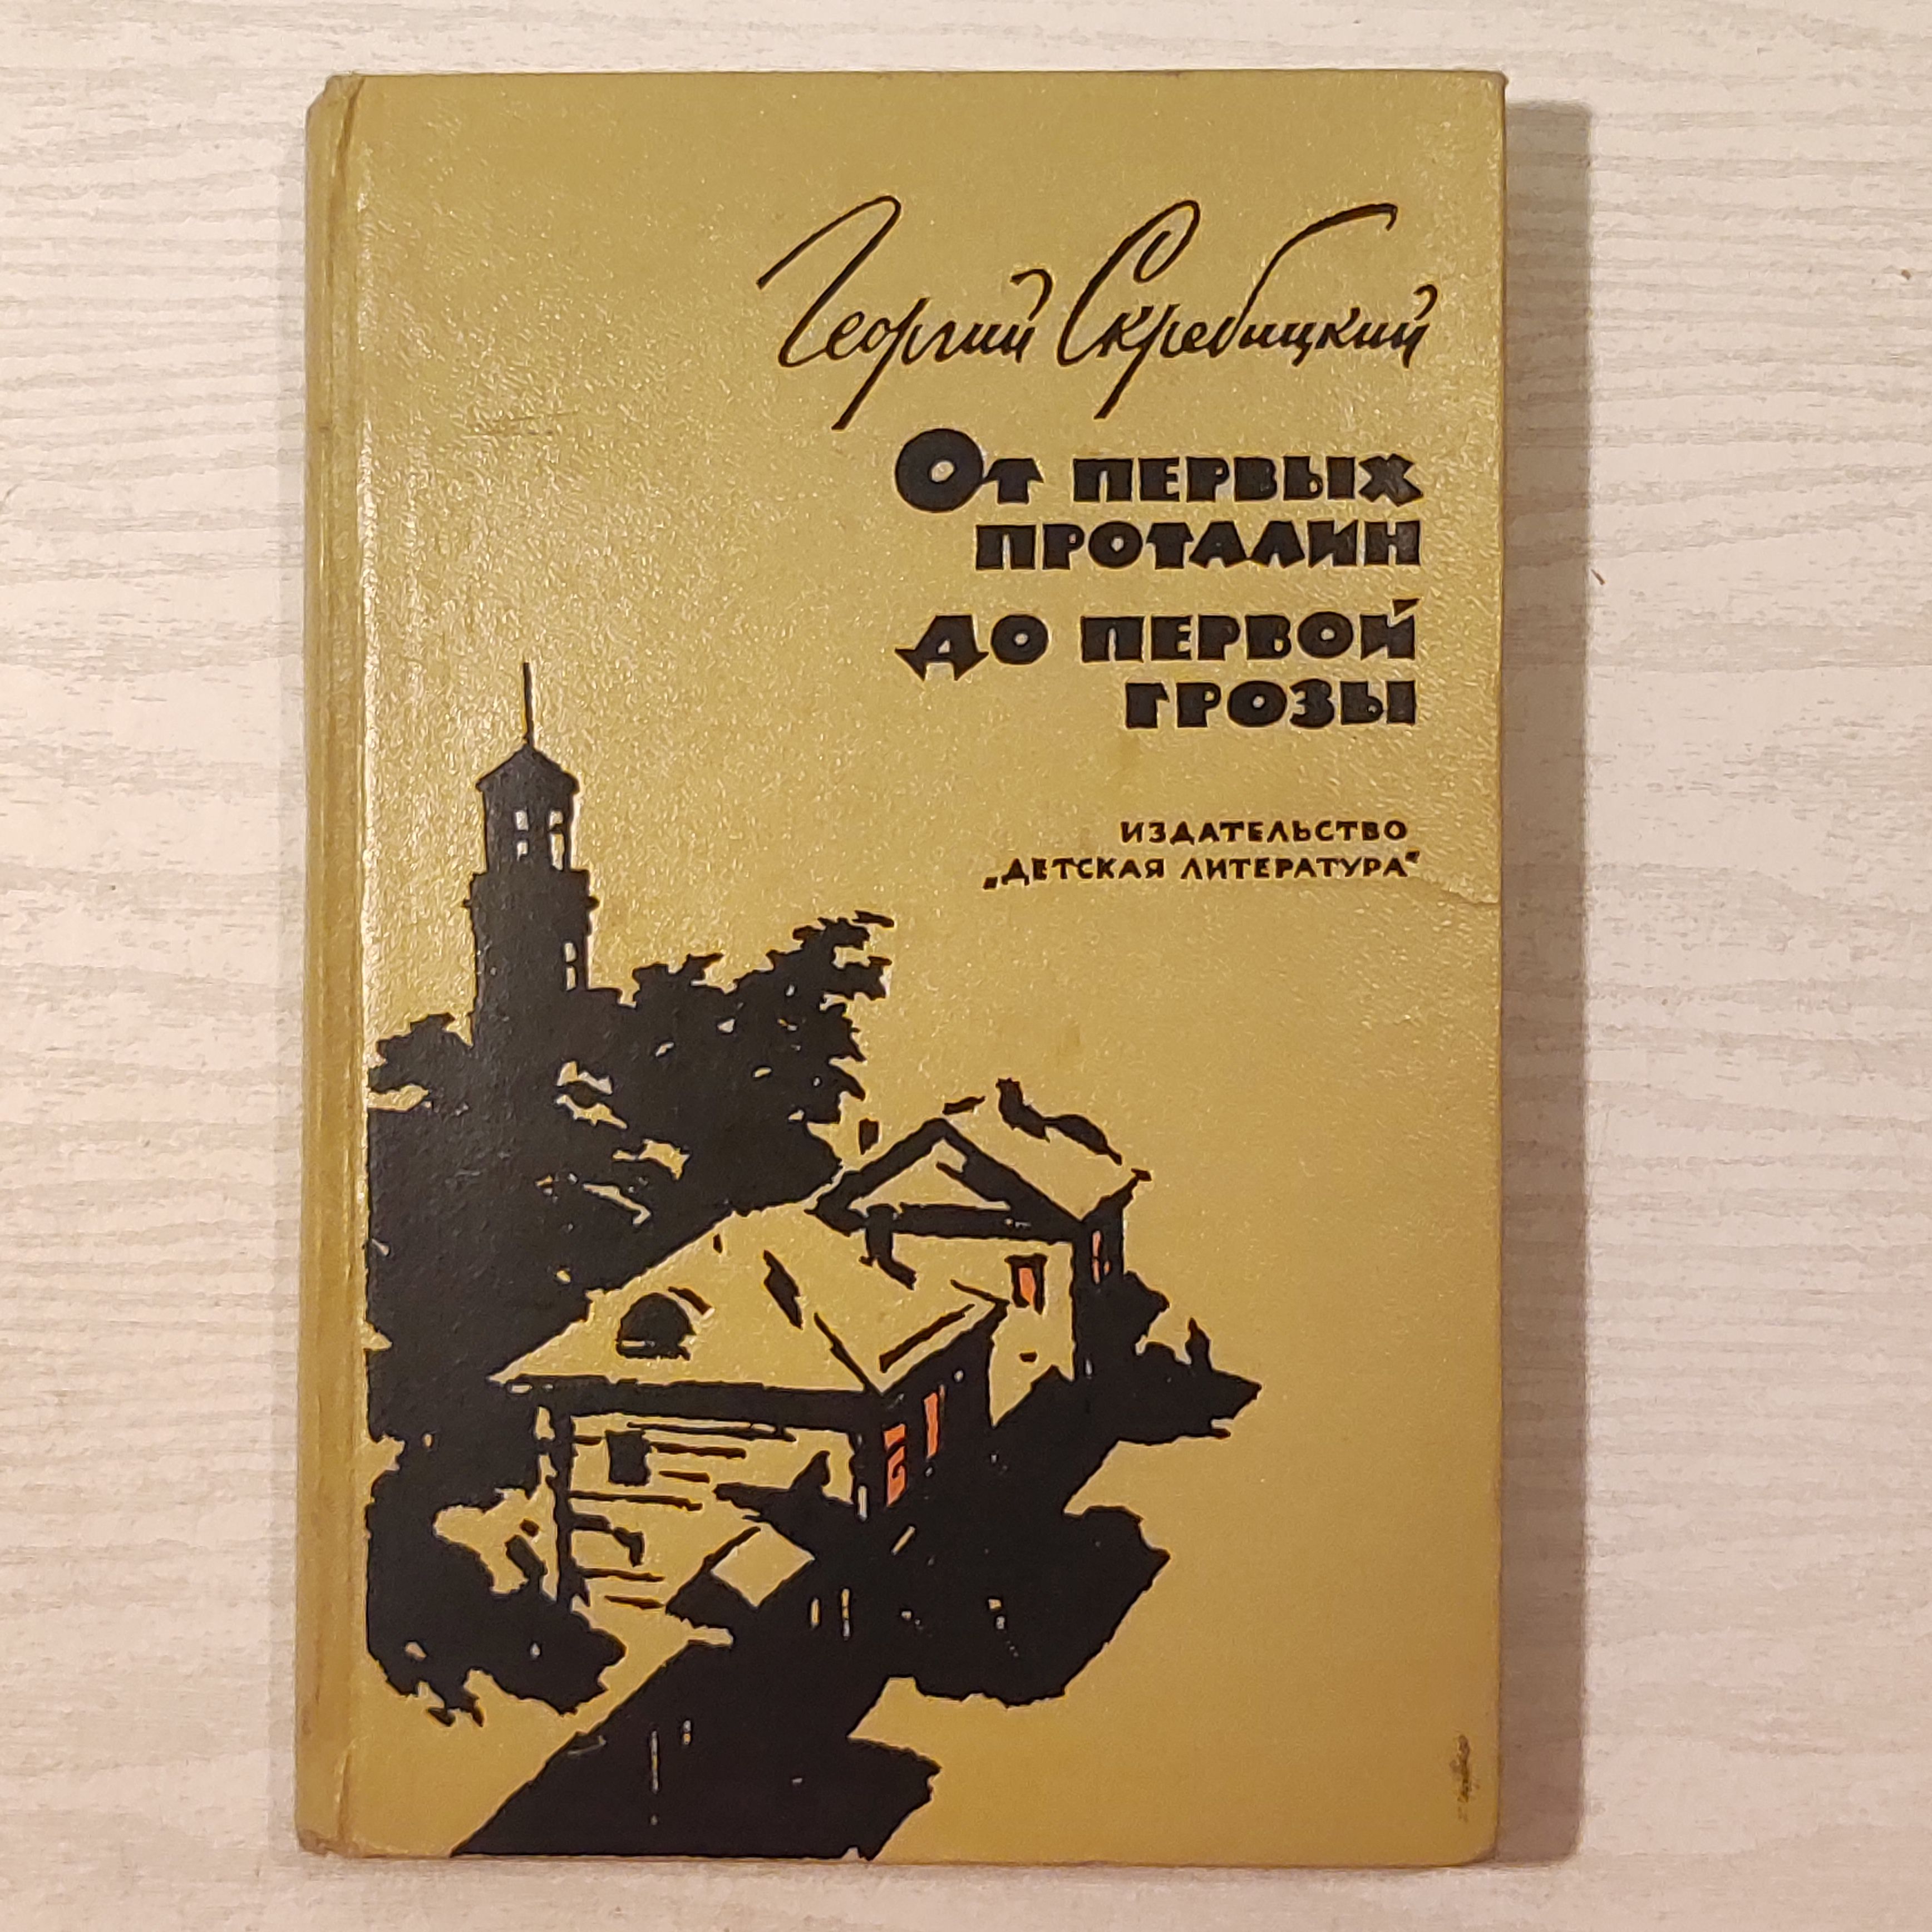 Георгий Скребицкий
От первых
проталин
до первой
грозы
издательство
„детская литература“